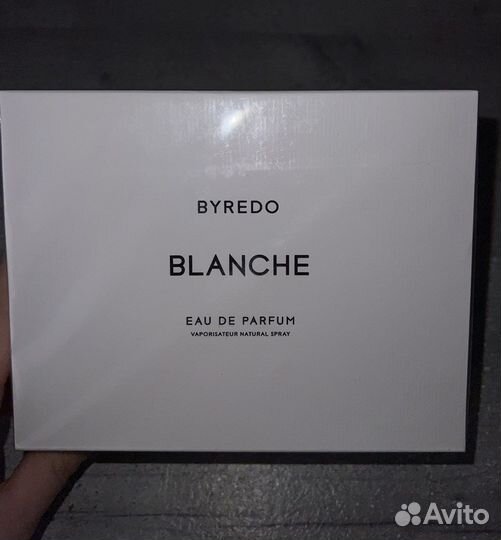 BYREDO
BLANCHE
EAU DE PARFUM
VAPORISATEUR NATURAL SPRAY
Avito